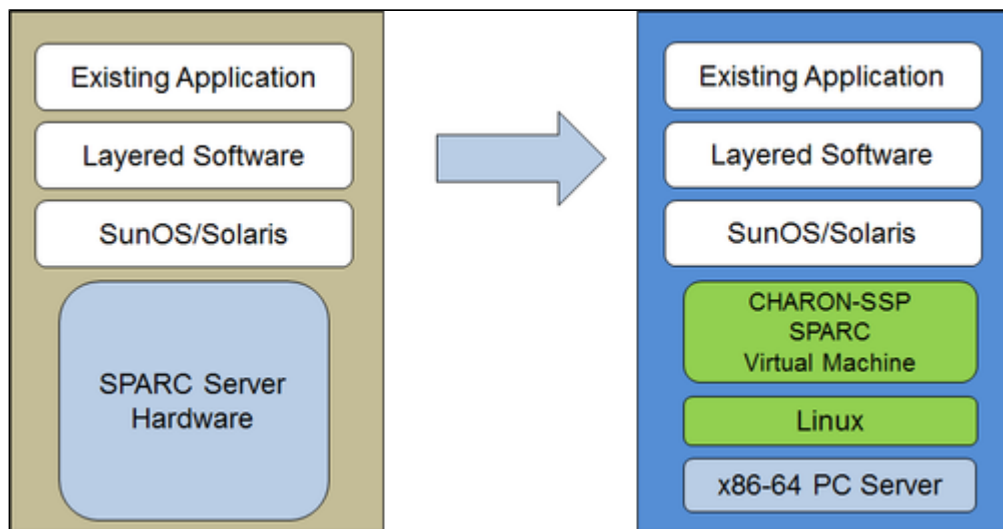 Existing Application
Layered Software
SunOS/Solaris
SPARC Server
Hardware
Existing Application
Layered Software
SunOS/Solaris
CHARON-SSP
SPARC
Virtual Machine
Linux
x86-64 PC Server